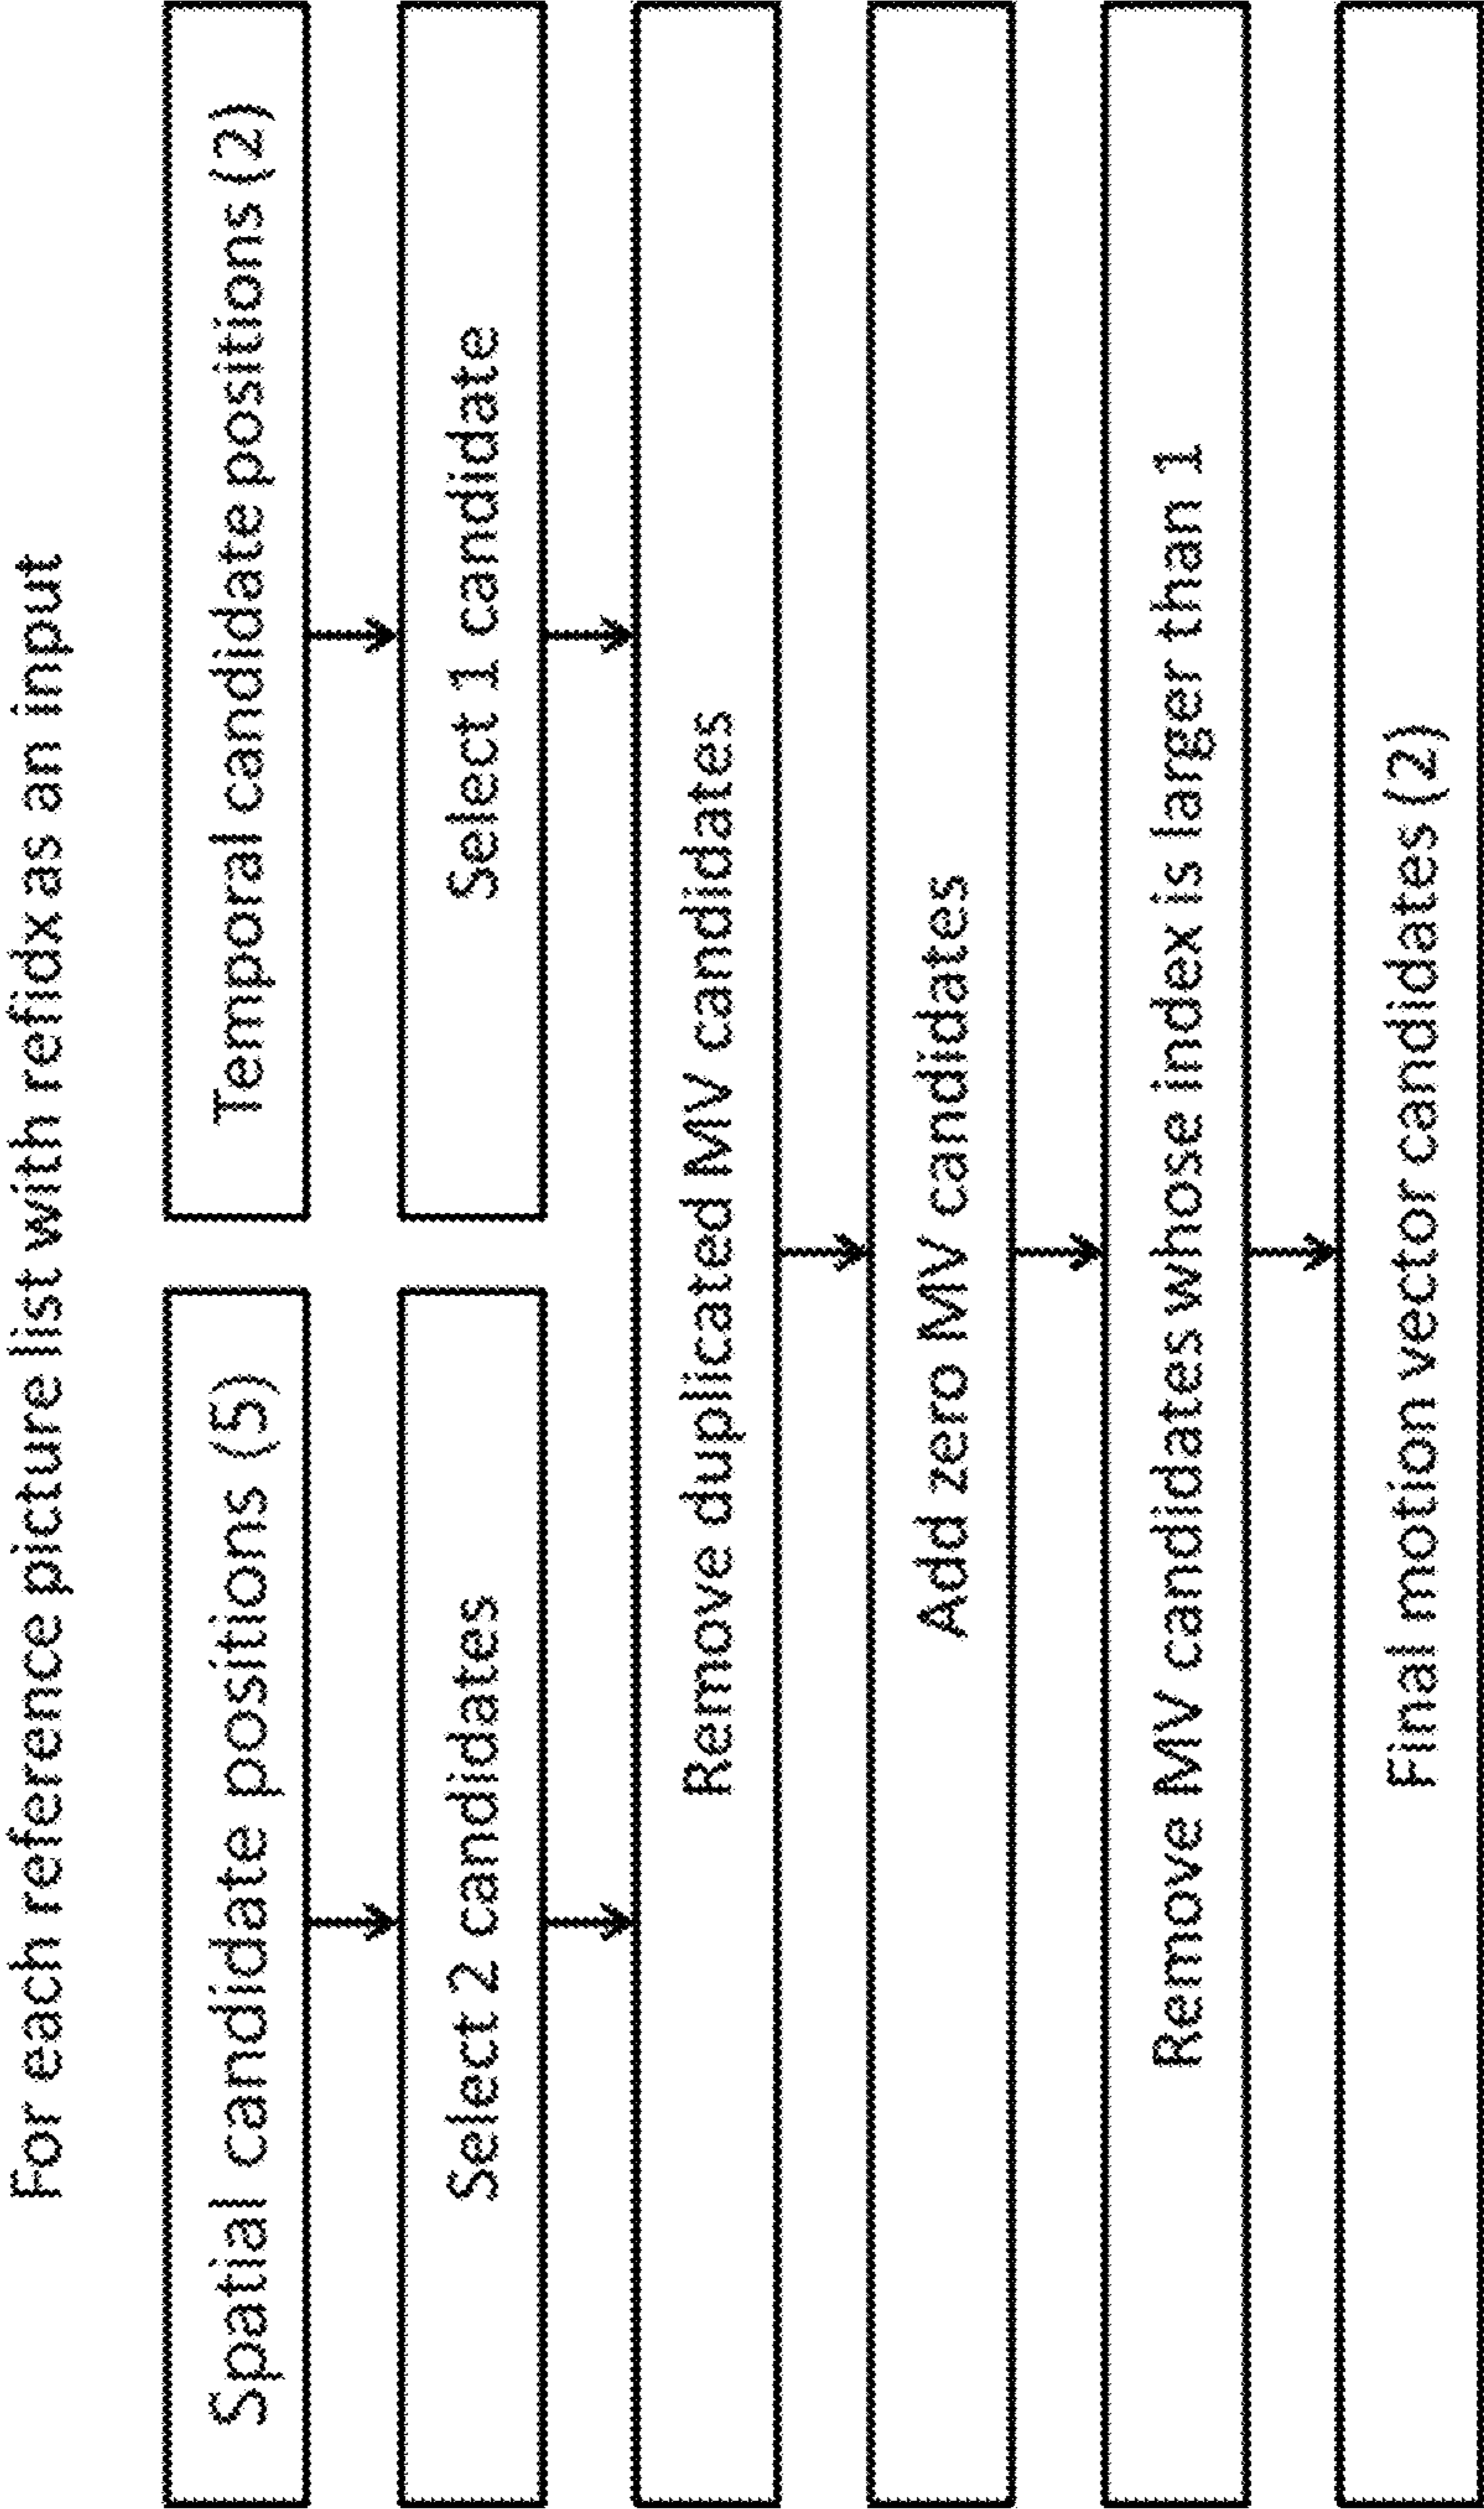 For each reference picture list with refidx as an input
Spatial candidate positions (5)
Temporal candidate positions (2)
Select 2 candidates
Select 1 candidate
Remove duplicated MV candidates
Add zero MV candidates
Remove MV candidates whose index is larger than 1
Final motion vector candidates (2)